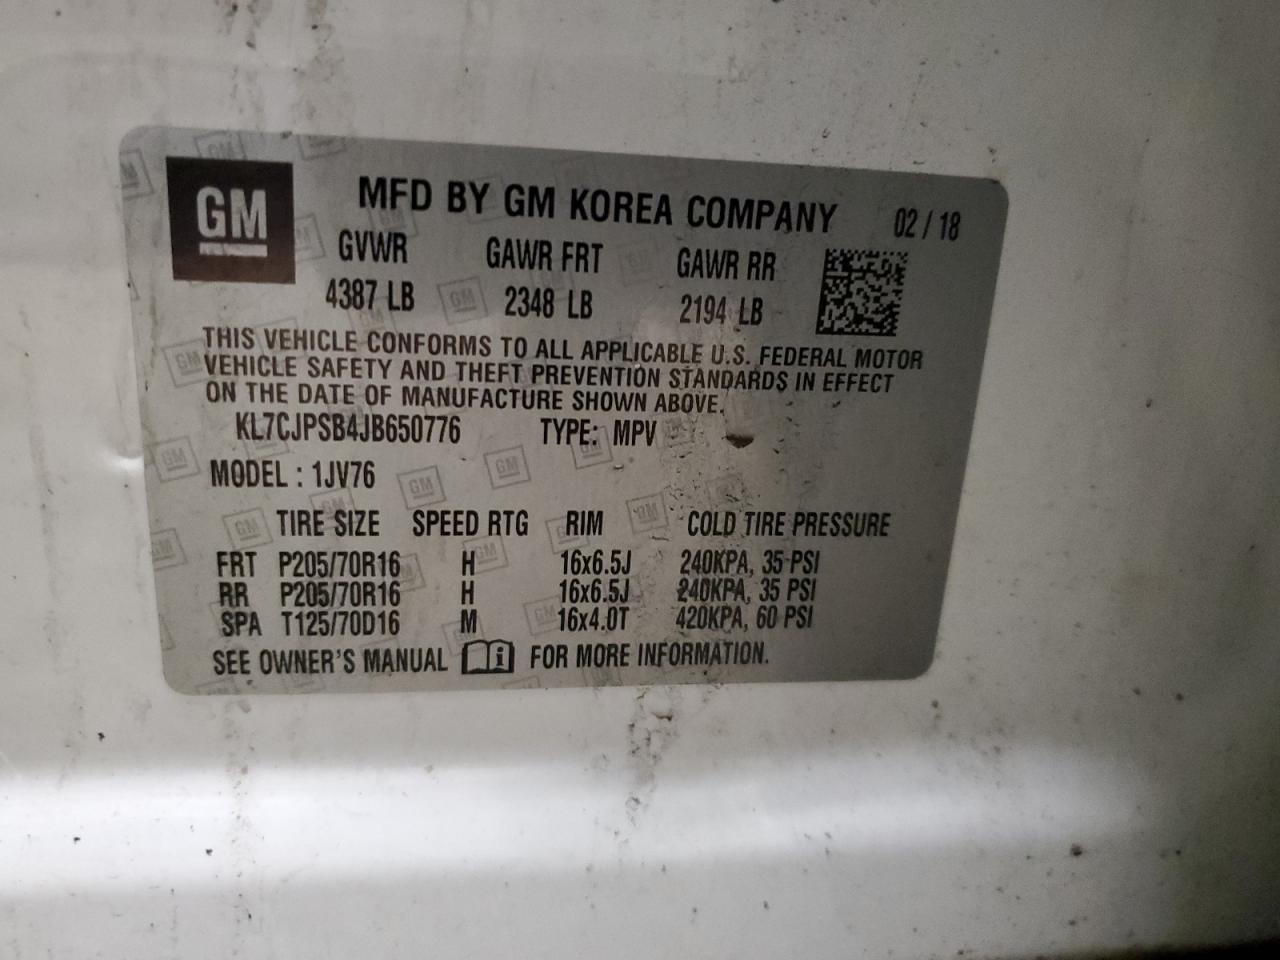 GM
MFD BY GM KOREA COMPANY 02 / 18
GVWR GAWR FRT GAWR RR
4387 LB 2348 LB 2194 LB
THIS VEHICLE CONFORMS TO ALL APPLICABLE U.S. FEDERAL MOTOR
VEHICLE SAFETY AND THEFT PREVENTION STANDARDS IN EFFECT
ON THE DATE OF MANUFACTURE SHOWN ABOVE.
KL7CJPSB4JB650776 TYPE: MPV
MODEL : 1JV76
TIRE SIZE SPEED RTG RIM COLD TIRE PRESSURE
FRT P205/70R16 H 16x6.5J 240KPA, 35 PSI
RR P205/70R16 H 16x6.5J 240KPA, 35 PSI
SPA T125/70D16 M 16x4.0T 420KPA, 60 PSI
SEE OWNER'S MANUAL i FOR MORE INFORMATION.